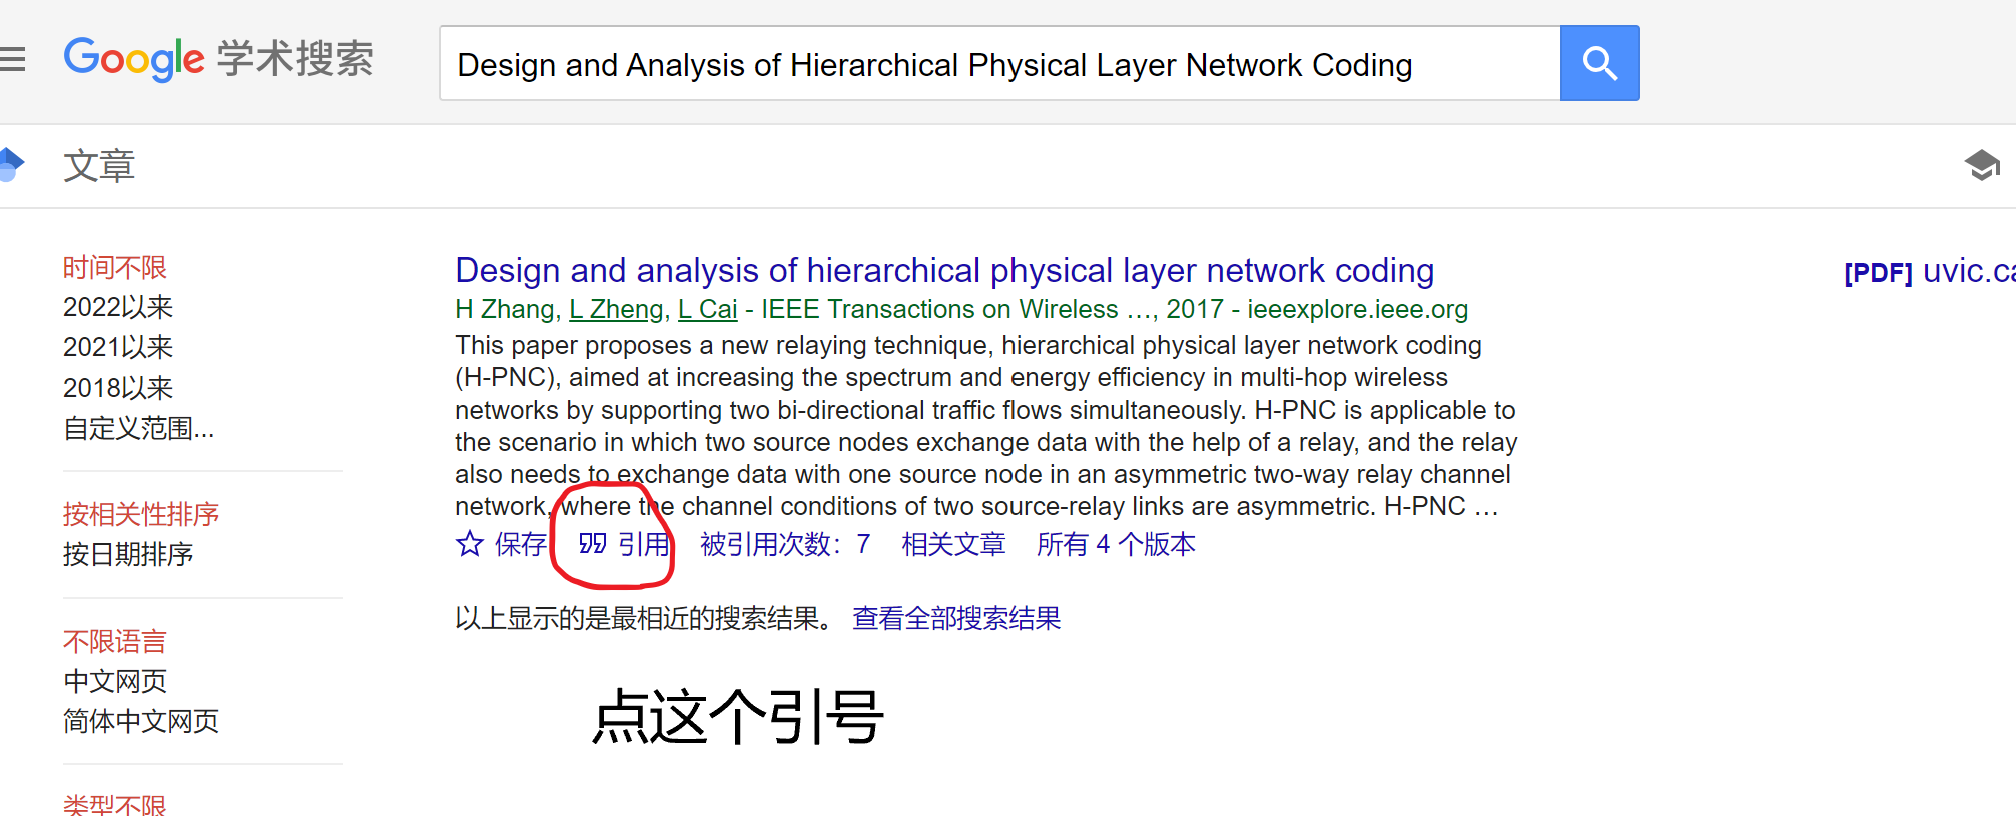 Google 学术搜索
Design and Analysis of Hierarchical Physical Layer Network Coding
文章
时间不限
2022以来
2021以来
2018以来
自定义范围...
按相关性排序
按日期排序
不限语言
中文网页
简体中文网页
类型不限
Design and analysis of hierarchical physical layer network coding
H Zhang, L Zheng, L Cai - IEEE Transactions on Wireless …, 2017 - ieeexplore.ieee.org
This paper proposes a new relaying technique, hierarchical physical layer network coding
(H-PNC), aimed at increasing the spectrum and energy efficiency in multi-hop wireless
networks by supporting two bi-directional traffic flows simultaneously. H-PNC is applicable to
the scenario in which two source nodes exchange data with the help of a relay, and the relay
also needs to exchange data with one source node in an asymmetric two-way relay channel
network, where the channel conditions of two source-relay links are asymmetric. H-PNC …
保存 引用 被引用次数：7 相关文章 所有 4 个版本
[PDF] uvic.ca
以上显示的是最相近的搜索结果。 查看全部搜索结果
点这个引号